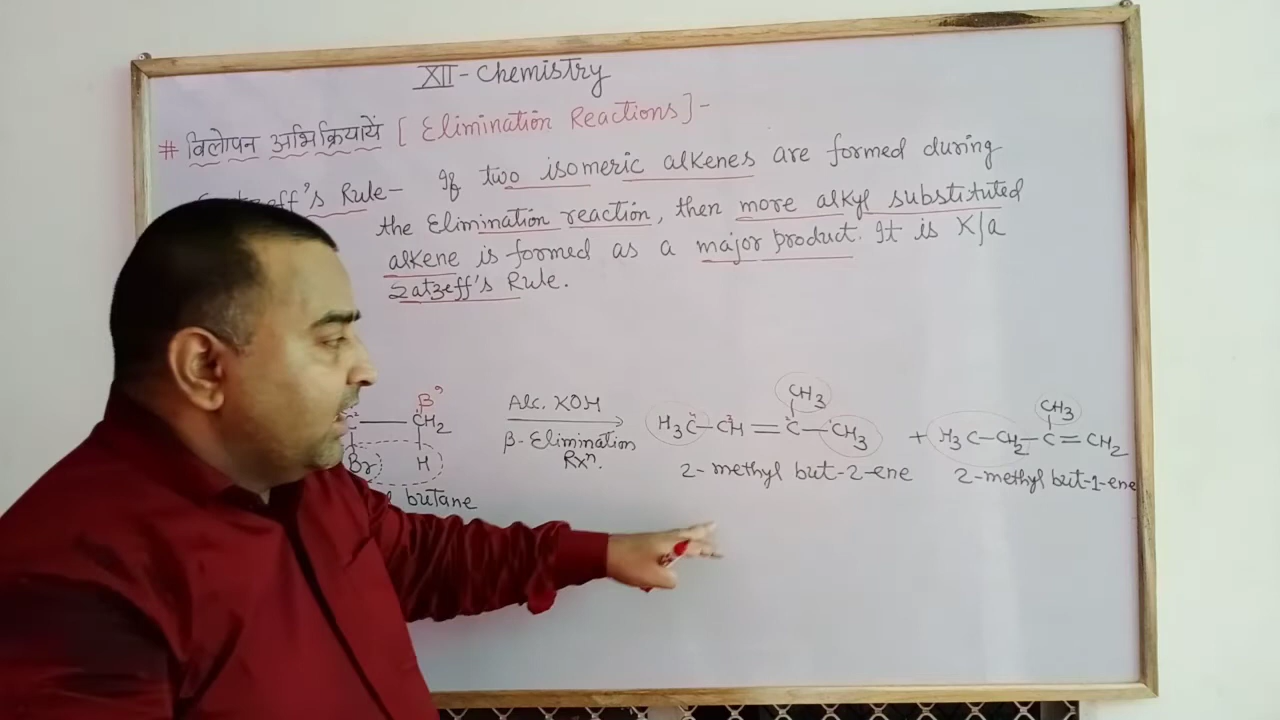 XII - Chemistry
# विलोपन अभिक्रियायें [ Elimination Reactions ] -
Rule - If two isomeric alkenes are formed during
the Elimination reaction, then more alkyl substituted
alkene is formed as a major product. It is K/a
Zatzeff's Rule.
β° Alc. KOH CH3 CH3
CH2 H3C - CH = C - CH3 + H3C - CH2 - C = CH2
β - Elimination
Br H Rxn. 2 - methyl but - 2 - ene 2 - methyl but - 1 - ene
butane